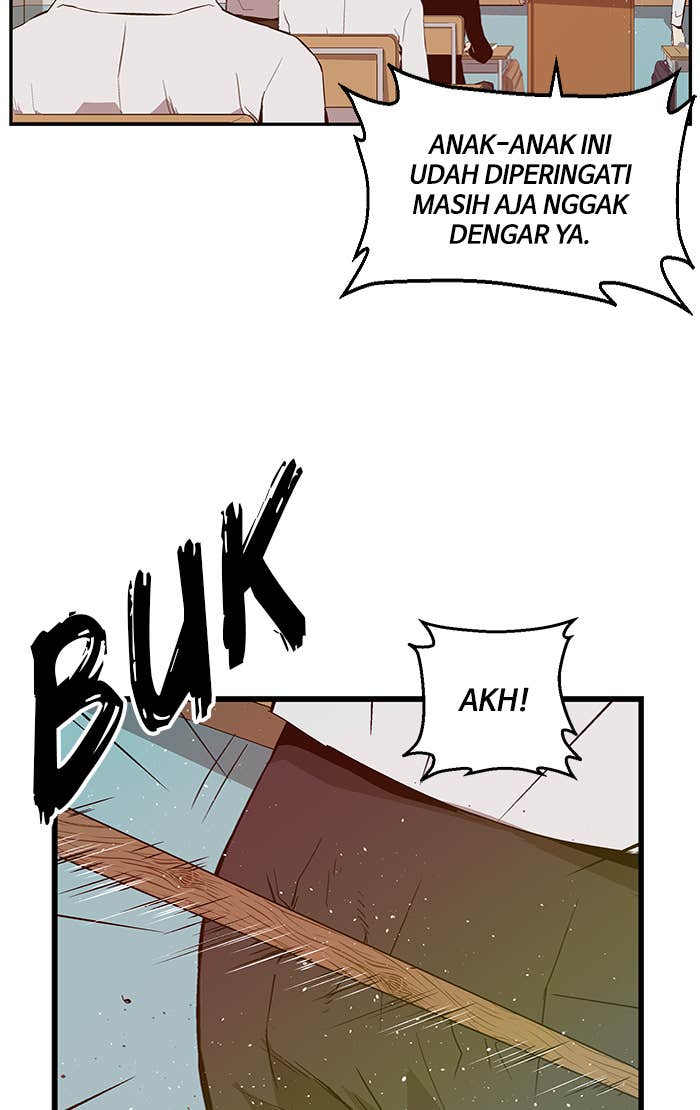 ANAK-ANAK INI
UDAH DIPERINGATI
MASIH AJA NGGAK
DENGAR YA.
BUK
AKH!